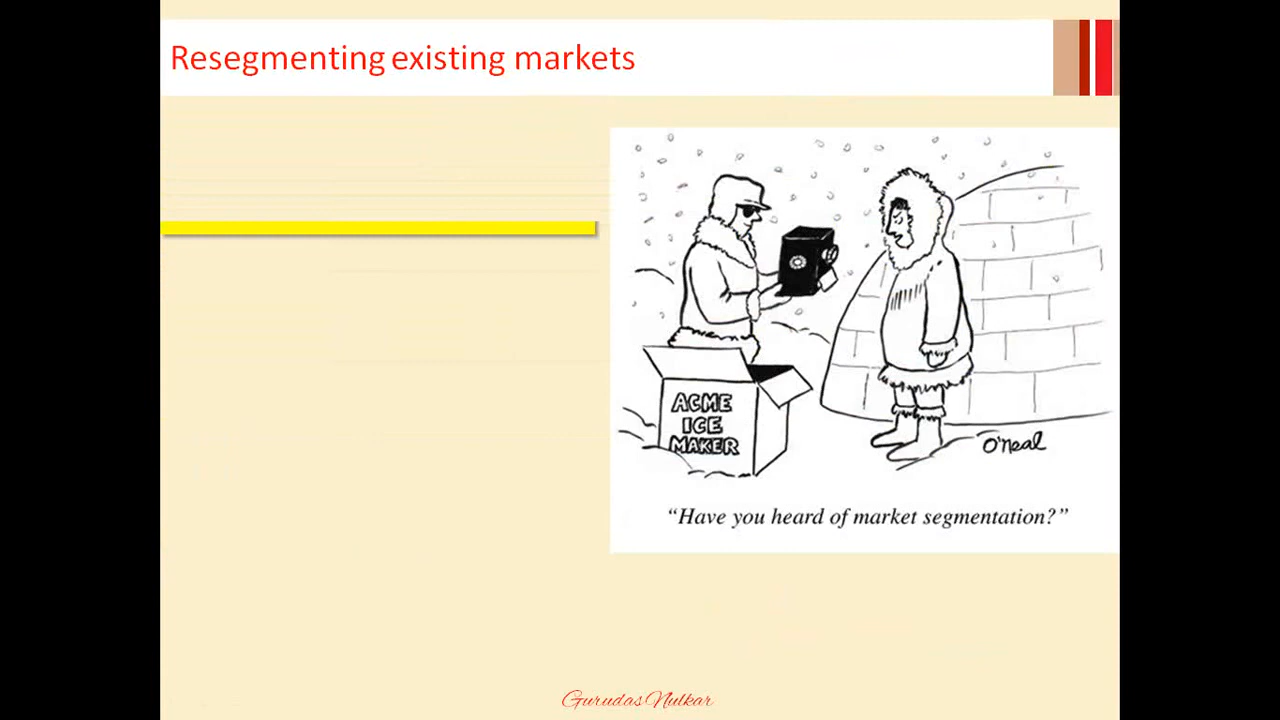 Resegmenting existing markets
ACME
ICE
MAKER
O'neal
“Have you heard of market segmentation?”
Gurudas Nulkar